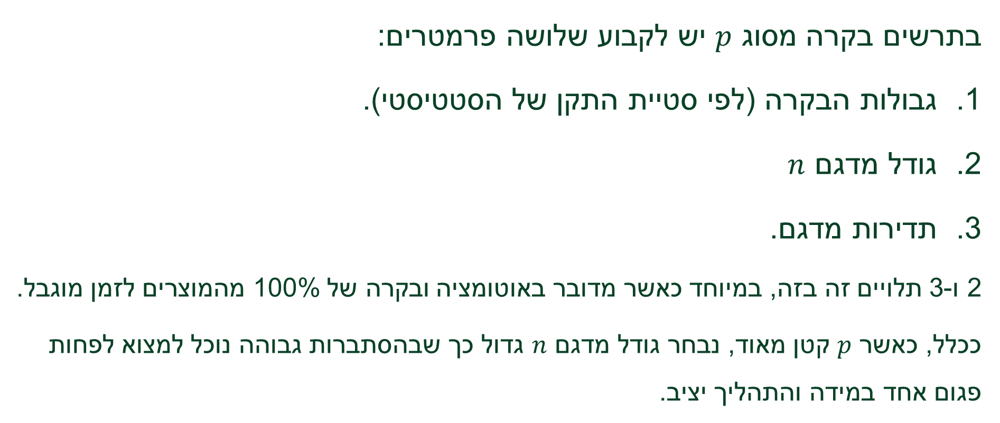 בתרשים בקרה מסוג p יש לקבוע שלושה פרמטרים:
1. גבולות הבקרה (לפי סטיית התקן של הסטטיסטי).
2. גודל מדגם n
3. תדירות מדגם.
2 ו-3 תלויים זה בזה, במיוחד כאשר מדובר באוטומציה ובקרה של 100% מהמוצרים לזמן מוגבל.
ככלל, כאשר p קטן מאוד, נבחר גודל מדגם n גדול כך שבהסתברות גבוהה נוכל למצוא לפחות
פגום אחד במידה והתהליך יציב.